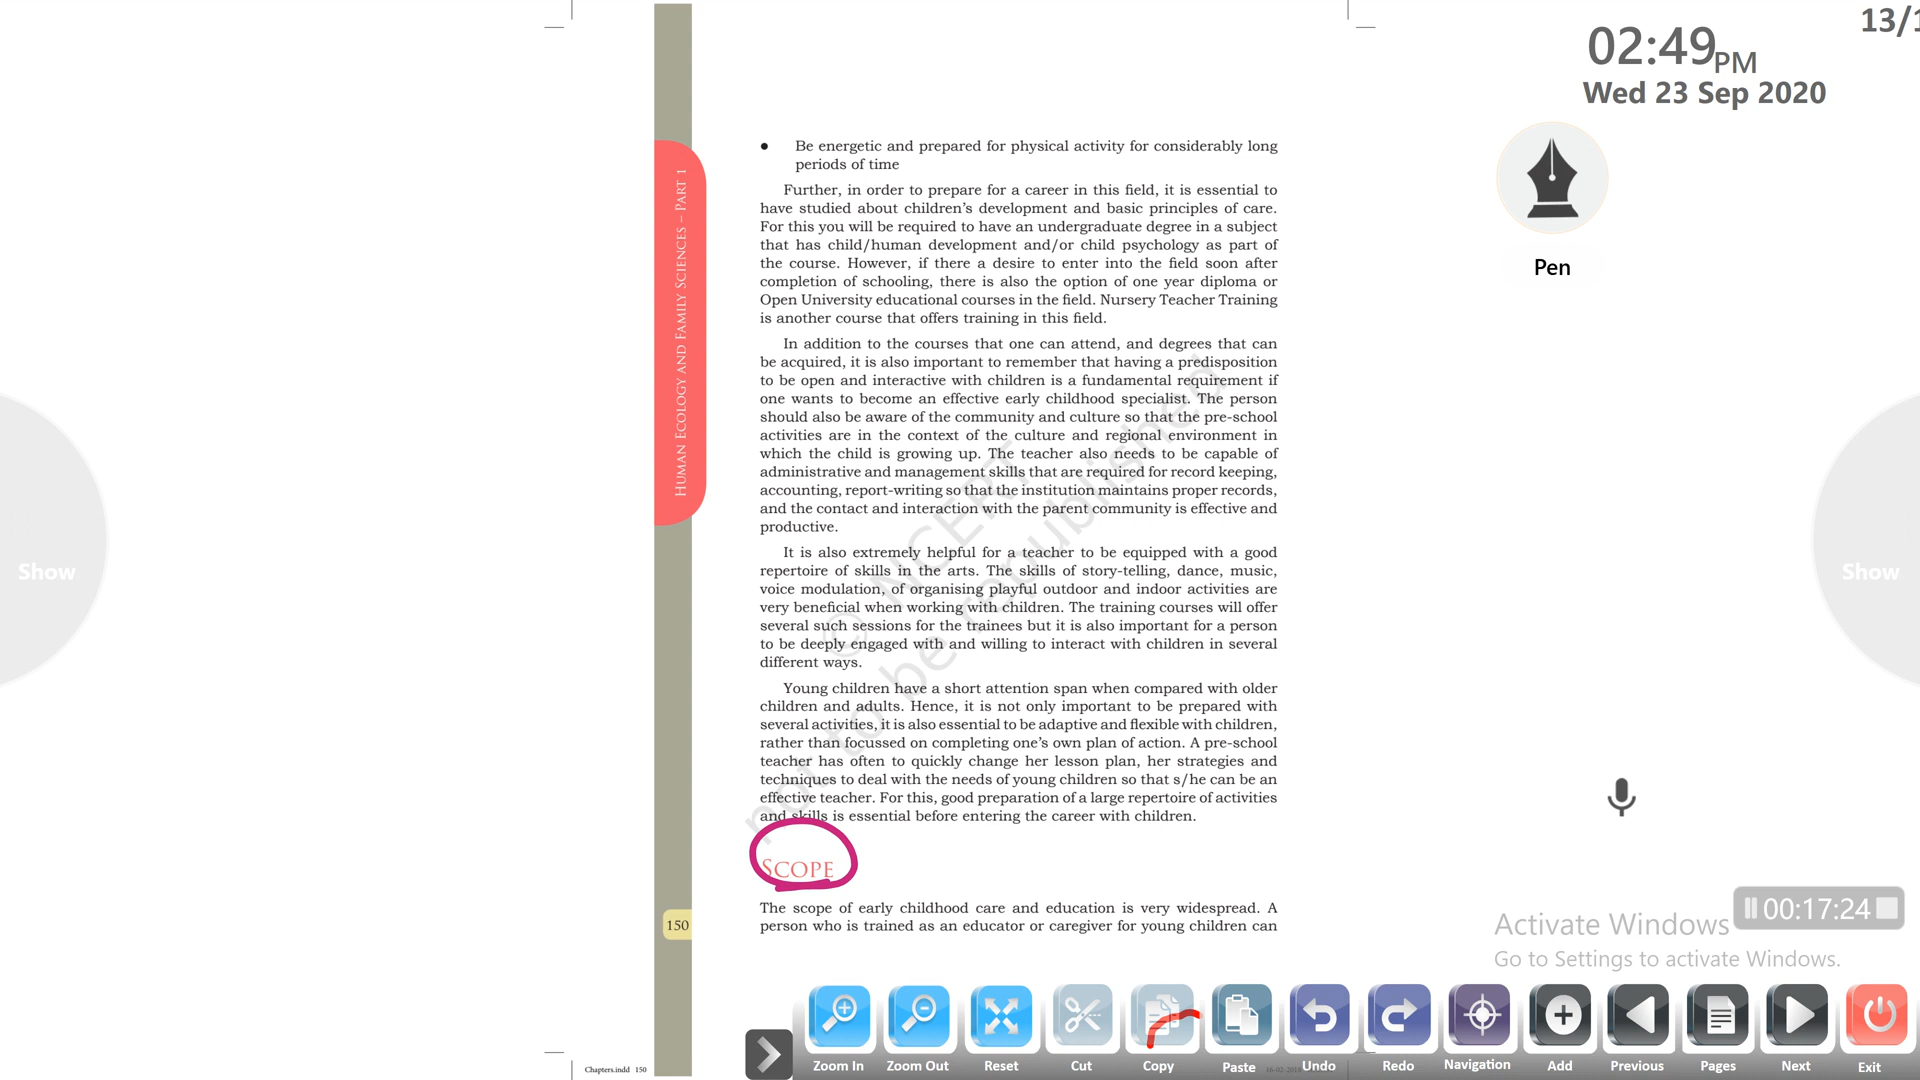 13/1
02:49 PM
Wed 23 Sep 2020
Pen
HUMAN ECOLOGY AND FAMILY SCIENCES – PART 1
• Be energetic and prepared for physical activity for considerably long
periods of time
Further, in order to prepare for a career in this field, it is essential to
have studied about children's development and basic principles of care.
For this you will be required to have an undergraduate degree in a subject
that has child/human development and/or child psychology as part of
the course. However, if there a desire to enter into the field soon after
completion of schooling, there is also the option of one year diploma or
Open University educational courses in the field. Nursery Teacher Training
is another course that offers training in this field.
In addition to the courses that one can attend, and degrees that can
be acquired, it is also important to remember that having a predisposition
to be open and interactive with children is a fundamental requirement if
one wants to become an effective early childhood specialist. The person
should also be aware of the community and culture so that the pre-school
activities are in the context of the culture and regional environment in
which the child is growing up. The teacher also needs to be capable of
administrative and management skills that are required for record keeping,
accounting, report-writing so that the institution maintains proper records,
and the contact and interaction with the parent community is effective and
productive.
It is also extremely helpful for a teacher to be equipped with a good
repertoire of skills in the arts. The skills of story-telling, dance, music,
voice modulation, of organising playful outdoor and indoor activities are
very beneficial when working with children. The training courses will offer
several such sessions for the trainees but it is also important for a person
to be deeply engaged with and willing to interact with children in several
different ways.
Young children have a short attention span when compared with older
children and adults. Hence, it is not only important to be prepared with
several activities, it is also essential to be adaptive and flexible with children,
rather than focussed on completing one's own plan of action. A pre-school
teacher has often to quickly change her lesson plan, her strategies and
techniques to deal with the needs of young children so that s/he can be an
effective teacher. For this, good preparation of a large repertoire of activities
and skills is essential before entering the career with children.
SCOPE
The scope of early childhood care and education is very widespread. A
person who is trained as an educator or caregiver for young children can
150
© NCERT
not to be republished
Show
Show
00:17:24
Activate Windows
Go to Settings to activate Windows.
Zoom In
Zoom Out
Reset
Cut
Copy
Paste
Undo
Redo
Navigation
Add
Previous
Pages
Next
Exit
Chapters.indd 150